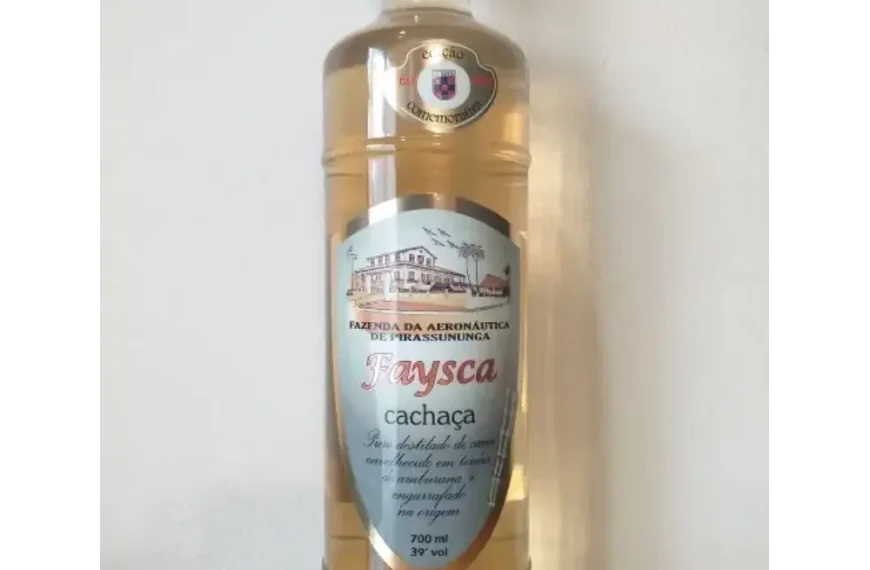 edição
comemorativa
FAZENDA DA AERONÁUTICA
DE PIRASSUNUNGA
Faysca
cachaça
Puro destilado de cana
envelhecido em tonéis
de amburana e
engarrafado
na origem
700 ml
39° vol